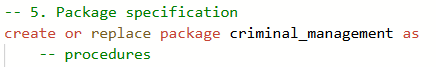 -- 5. Package specification
create or replace package criminal_management as
-- procedures